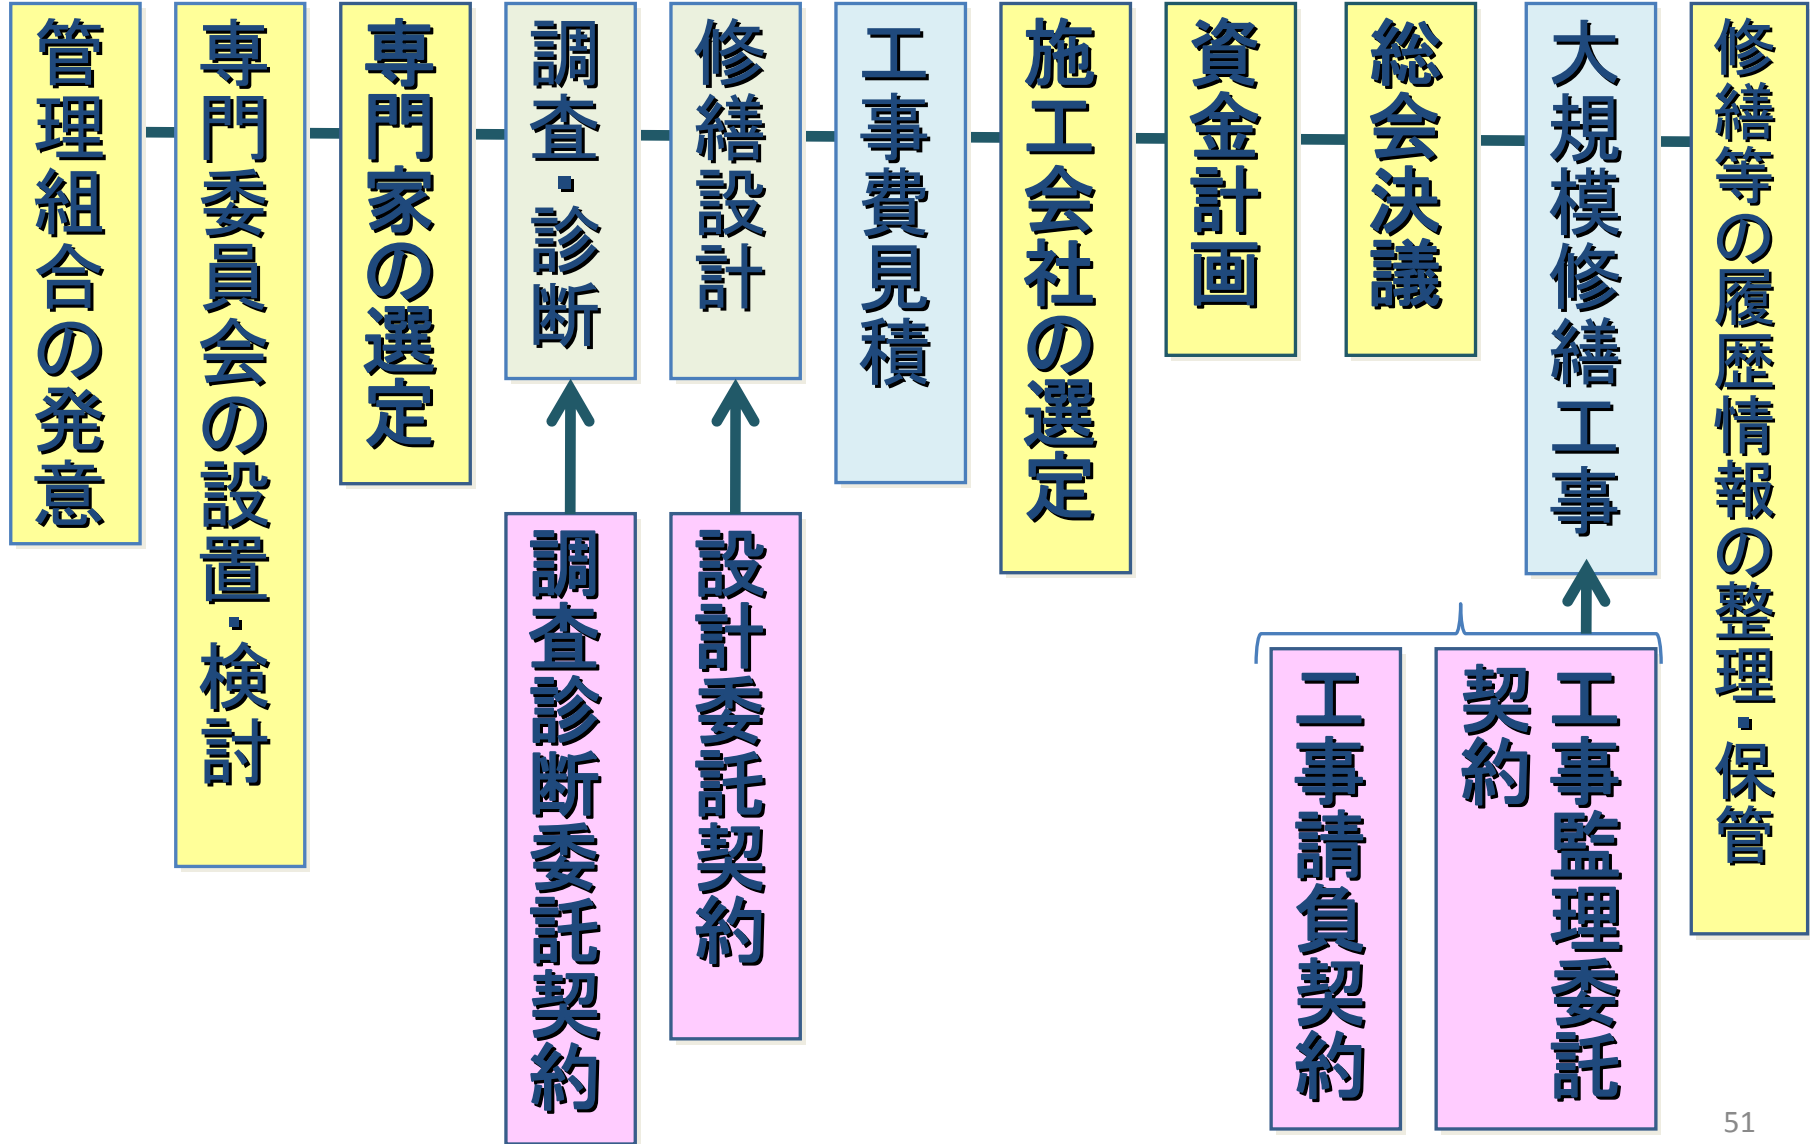 管理組合の発意
専門委員会の設置・検討
専門家の選定
調査・診断
修繕設計
工事費見積
施工会社の選定
資金計画
総会決議
大規模修繕工事
修繕等の履歴情報の整理・保管
調査診断委託契約
設計委託契約
工事請負契約
工事監理委託
契約
51